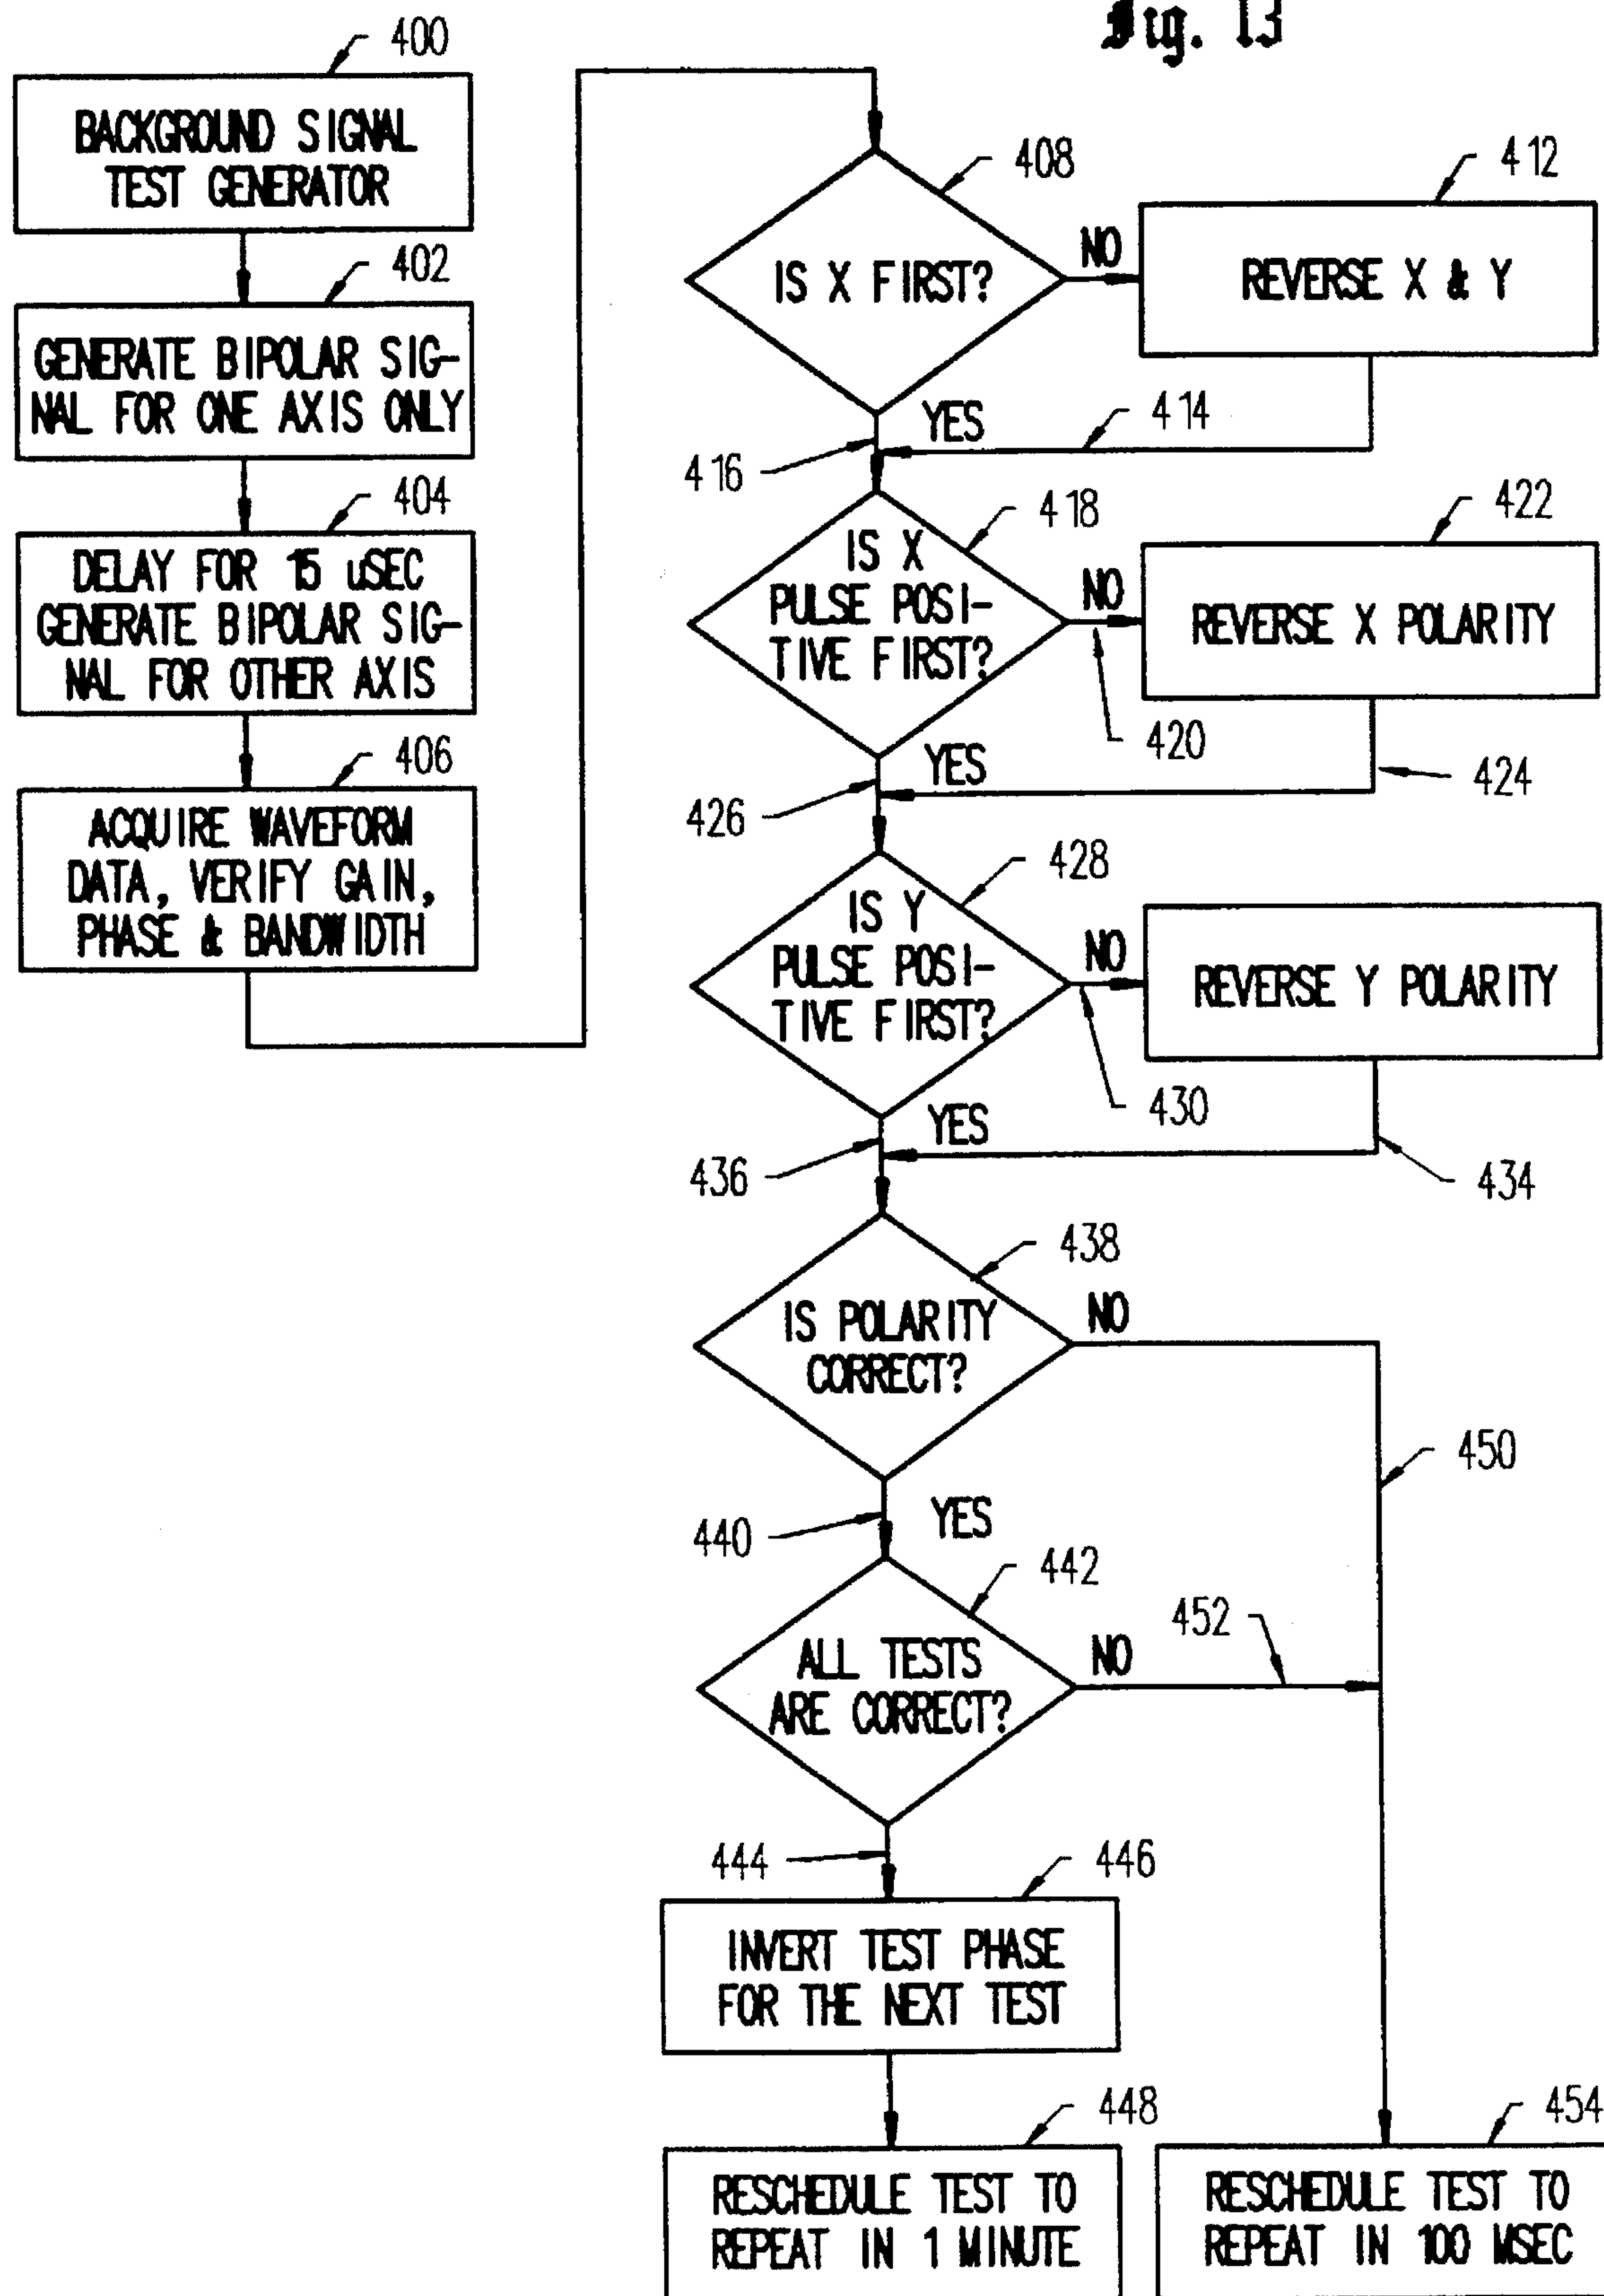 Fig. 13
400
BACKGROUND SIGNAL
TEST GENERATOR
402
GENERATE BIPOLAR SIG-
NAL FOR ONE AXIS ONLY
404
DELAY FOR 15 uSEC
GENERATE BIPOLAR SIG-
NAL FOR OTHER AXIS
406
ACQUIRE WAVEFORM
DATA, VERIFY GAIN,
PHASE & BANDWIDTH
408
IS X FIRST?
NO
412
REVERSE X & Y
YES
414
416
418
IS X
PULSE POSI-
TIVE FIRST?
NO
420
422
REVERSE X POLARITY
424
YES
426
428
IS Y
PULSE POSI-
TIVE FIRST?
NO
430
REVERSE Y POLARITY
434
YES
436
438
IS POLARITY
CORRECT?
NO
450
YES
440
442
ALL TESTS
ARE CORRECT?
NO
452
444
446
INVERT TEST PHASE
FOR THE NEXT TEST
448
RESCHEDULE TEST TO
REPEAT IN 1 MINUTE
454
RESCHEDULE TEST TO
REPEAT IN 100 MSEC